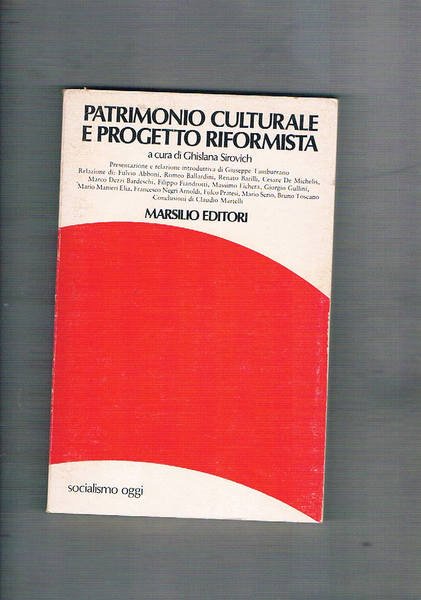 PATRIMONIO CULTURALE
E PROGETTO RIFORMISTA
a cura di Ghislana Sirovich
Presentazione e relazione introduttiva di Giuseppe Tamburrano
Relazione di: Fulvio Abboni, Romeo Ballardini, Renato Barilli, Cesare De Michelis,
Marco Dezzi Bardeschi, Filippo Fiandrotti, Massimo Fichera, Giorgio Gullini,
Mario Manieri Elia, Francesco Negri Arnoldi, Fulco Pratesi, Mario Serio, Bruno Toscano
Conclusioni di Claudio Martelli
MARSILIO EDITORI
socialismo oggi